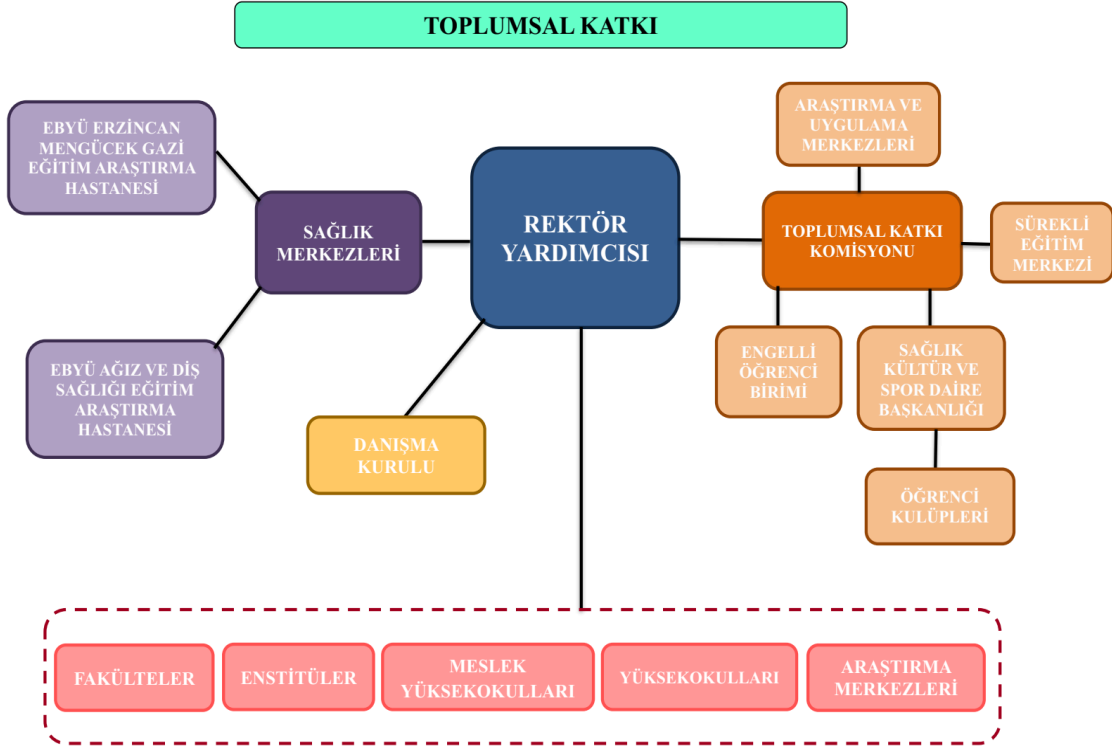 TOPLUMSAL KATKI
EBYÜ ERZİNCAN
MENGÜCEK GAZİ
EĞİTİM ARAŞTIRMA
HASTANESİ
SAĞLIK
MERKEZLERİ
EBYÜ AĞIZ VE DİŞ
SAĞLIĞI EĞİTİM
ARAŞTIRMA
HASTANESİ
REKTÖR
YARDIMCISI
DANIŞMA
KURULU
ARAŞTIRMA VE
UYGULAMA
MERKEZLERİ
TOPLUMSAL KATKI
KOMİSYONU
SÜREKLİ
EĞİTİM
MERKEZİ
ENGELLİ
ÖĞRENCİ
BİRİMİ
SAĞLIK
KÜLTÜR VE
SPOR DAİRE
BAŞKANLIĞI
ÖĞRENCİ
KULÜPLERİ
FAKÜLTELER
ENSTİTÜLER
MESLEK
YÜKSEKOKULLARI
YÜKSEKOKULLARI
ARAŞTIRMA
MERKEZLERİ